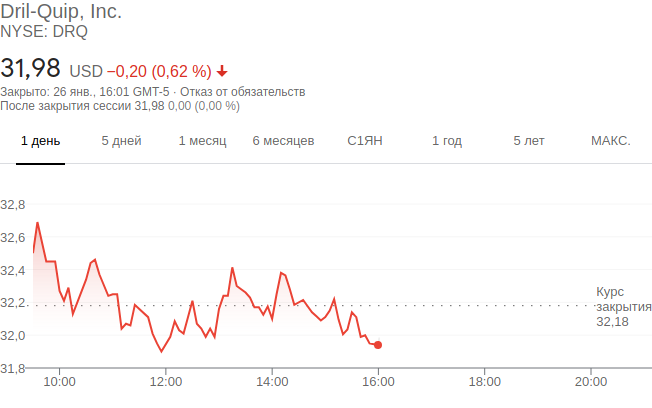 Dril-Quip, Inc.
NYSE: DRQ
31,98 USD −0,20 (0,62 %)
Закрыто: 26 янв., 16:01 GMT-5 · Отказ от обязательств
После закрытия сессии 31,98 0,00 (0,00 %)
1 день 5 дней 1 месяц 6 месяцев С1ЯН 1 год 5 лет МАКС.
32,8
32,6
32,4
32,2
32,0
31,8
Курс
закрытия
32,18
10:00 12:00 14:00 16:00 18:00 20:00